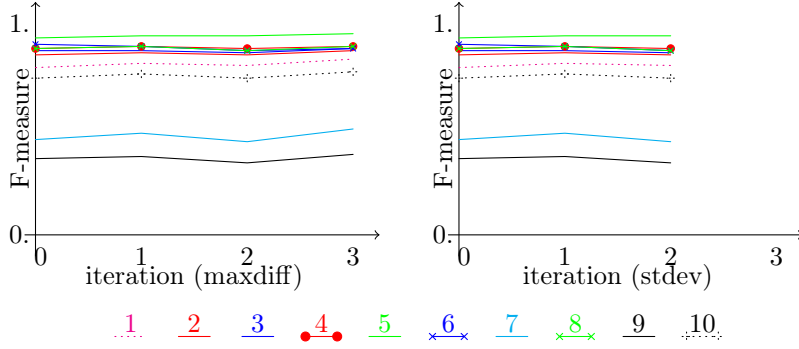 1.
F-measure
0.
0 1 2 3
iteration (maxdiff)
1.
F-measure
0.
0 1 2 3
iteration (stdev)
1 2 3 4 5 6 7 8 9 10